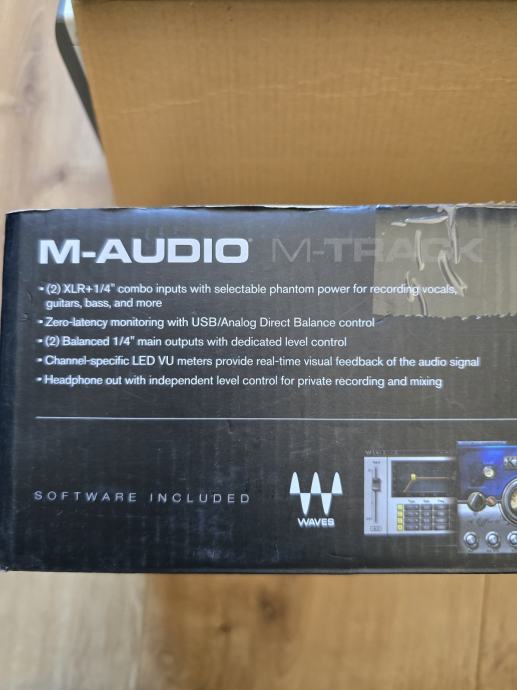 M-AUDIO M-TRACK
• (2) XLR+1/4" combo inputs with selectable phantom power for recording vocals,
guitars, bass, and more
• Zero-latency monitoring with USB/Analog Direct Balance control
• (2) Balanced 1/4" main outputs with dedicated level control
• Channel-specific LED VU meters provide real-time visual feedback of the audio signal
• Headphone out with independent level control for private recording and mixing
SOFTWARE INCLUDED
WAVES